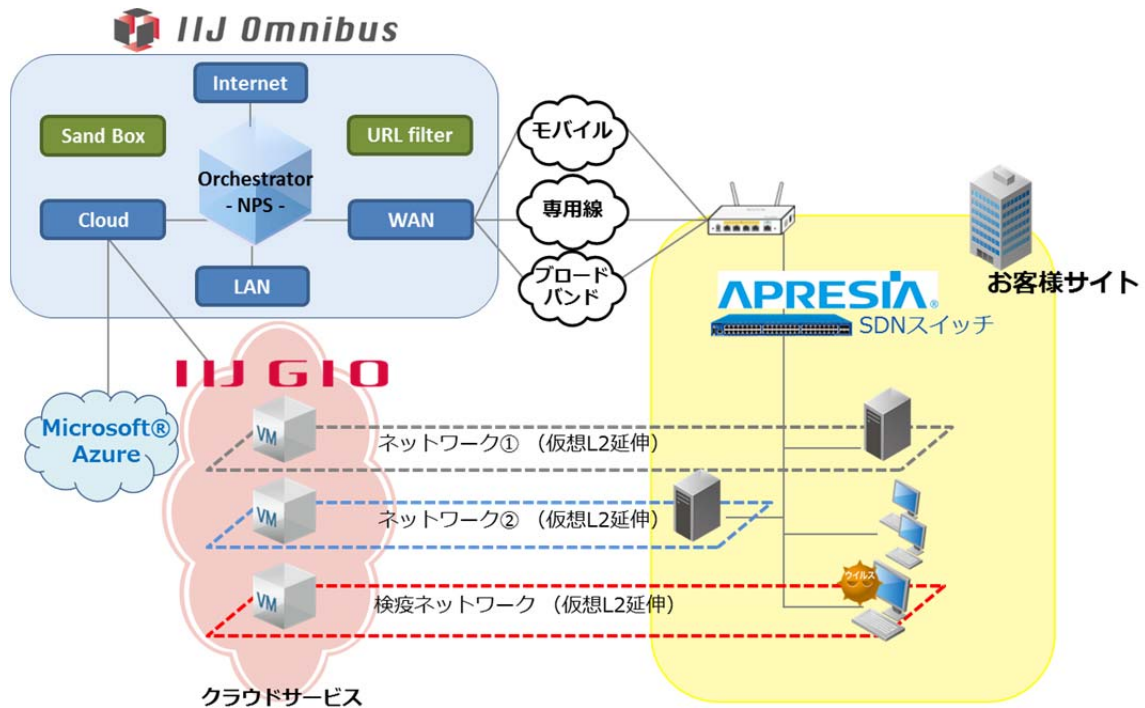 IIJ Omnibus
Internet
Sand Box
URL filter
Orchestrator
- NPS -
Cloud
WAN
LAN
モバイル
専用線
ブロード
バンド
お客様サイト
APRESIA®
SDNスイッチ
IIJ GIO
Microsoft®
Azure
VM
ネットワーク① （仮想L2延伸）
VM
ネットワーク② （仮想L2延伸）
ウイルス
VM
検疫ネットワーク （仮想L2延伸）
クラウドサービス